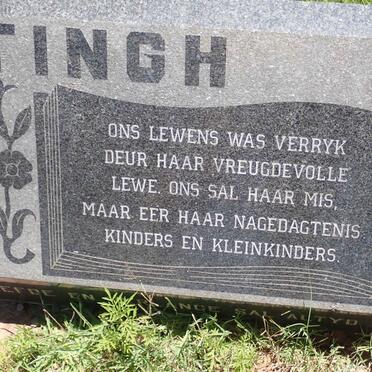 TINGH
ONS LEWENS WAS VERRYK
DEUR HAAR VREUGDEVOLLE
LEWE. ONS SAL HAAR MIS,
MAAR EER HAAR NAGEDAGTENIS
KINDERS EN KLEINKINDERS.